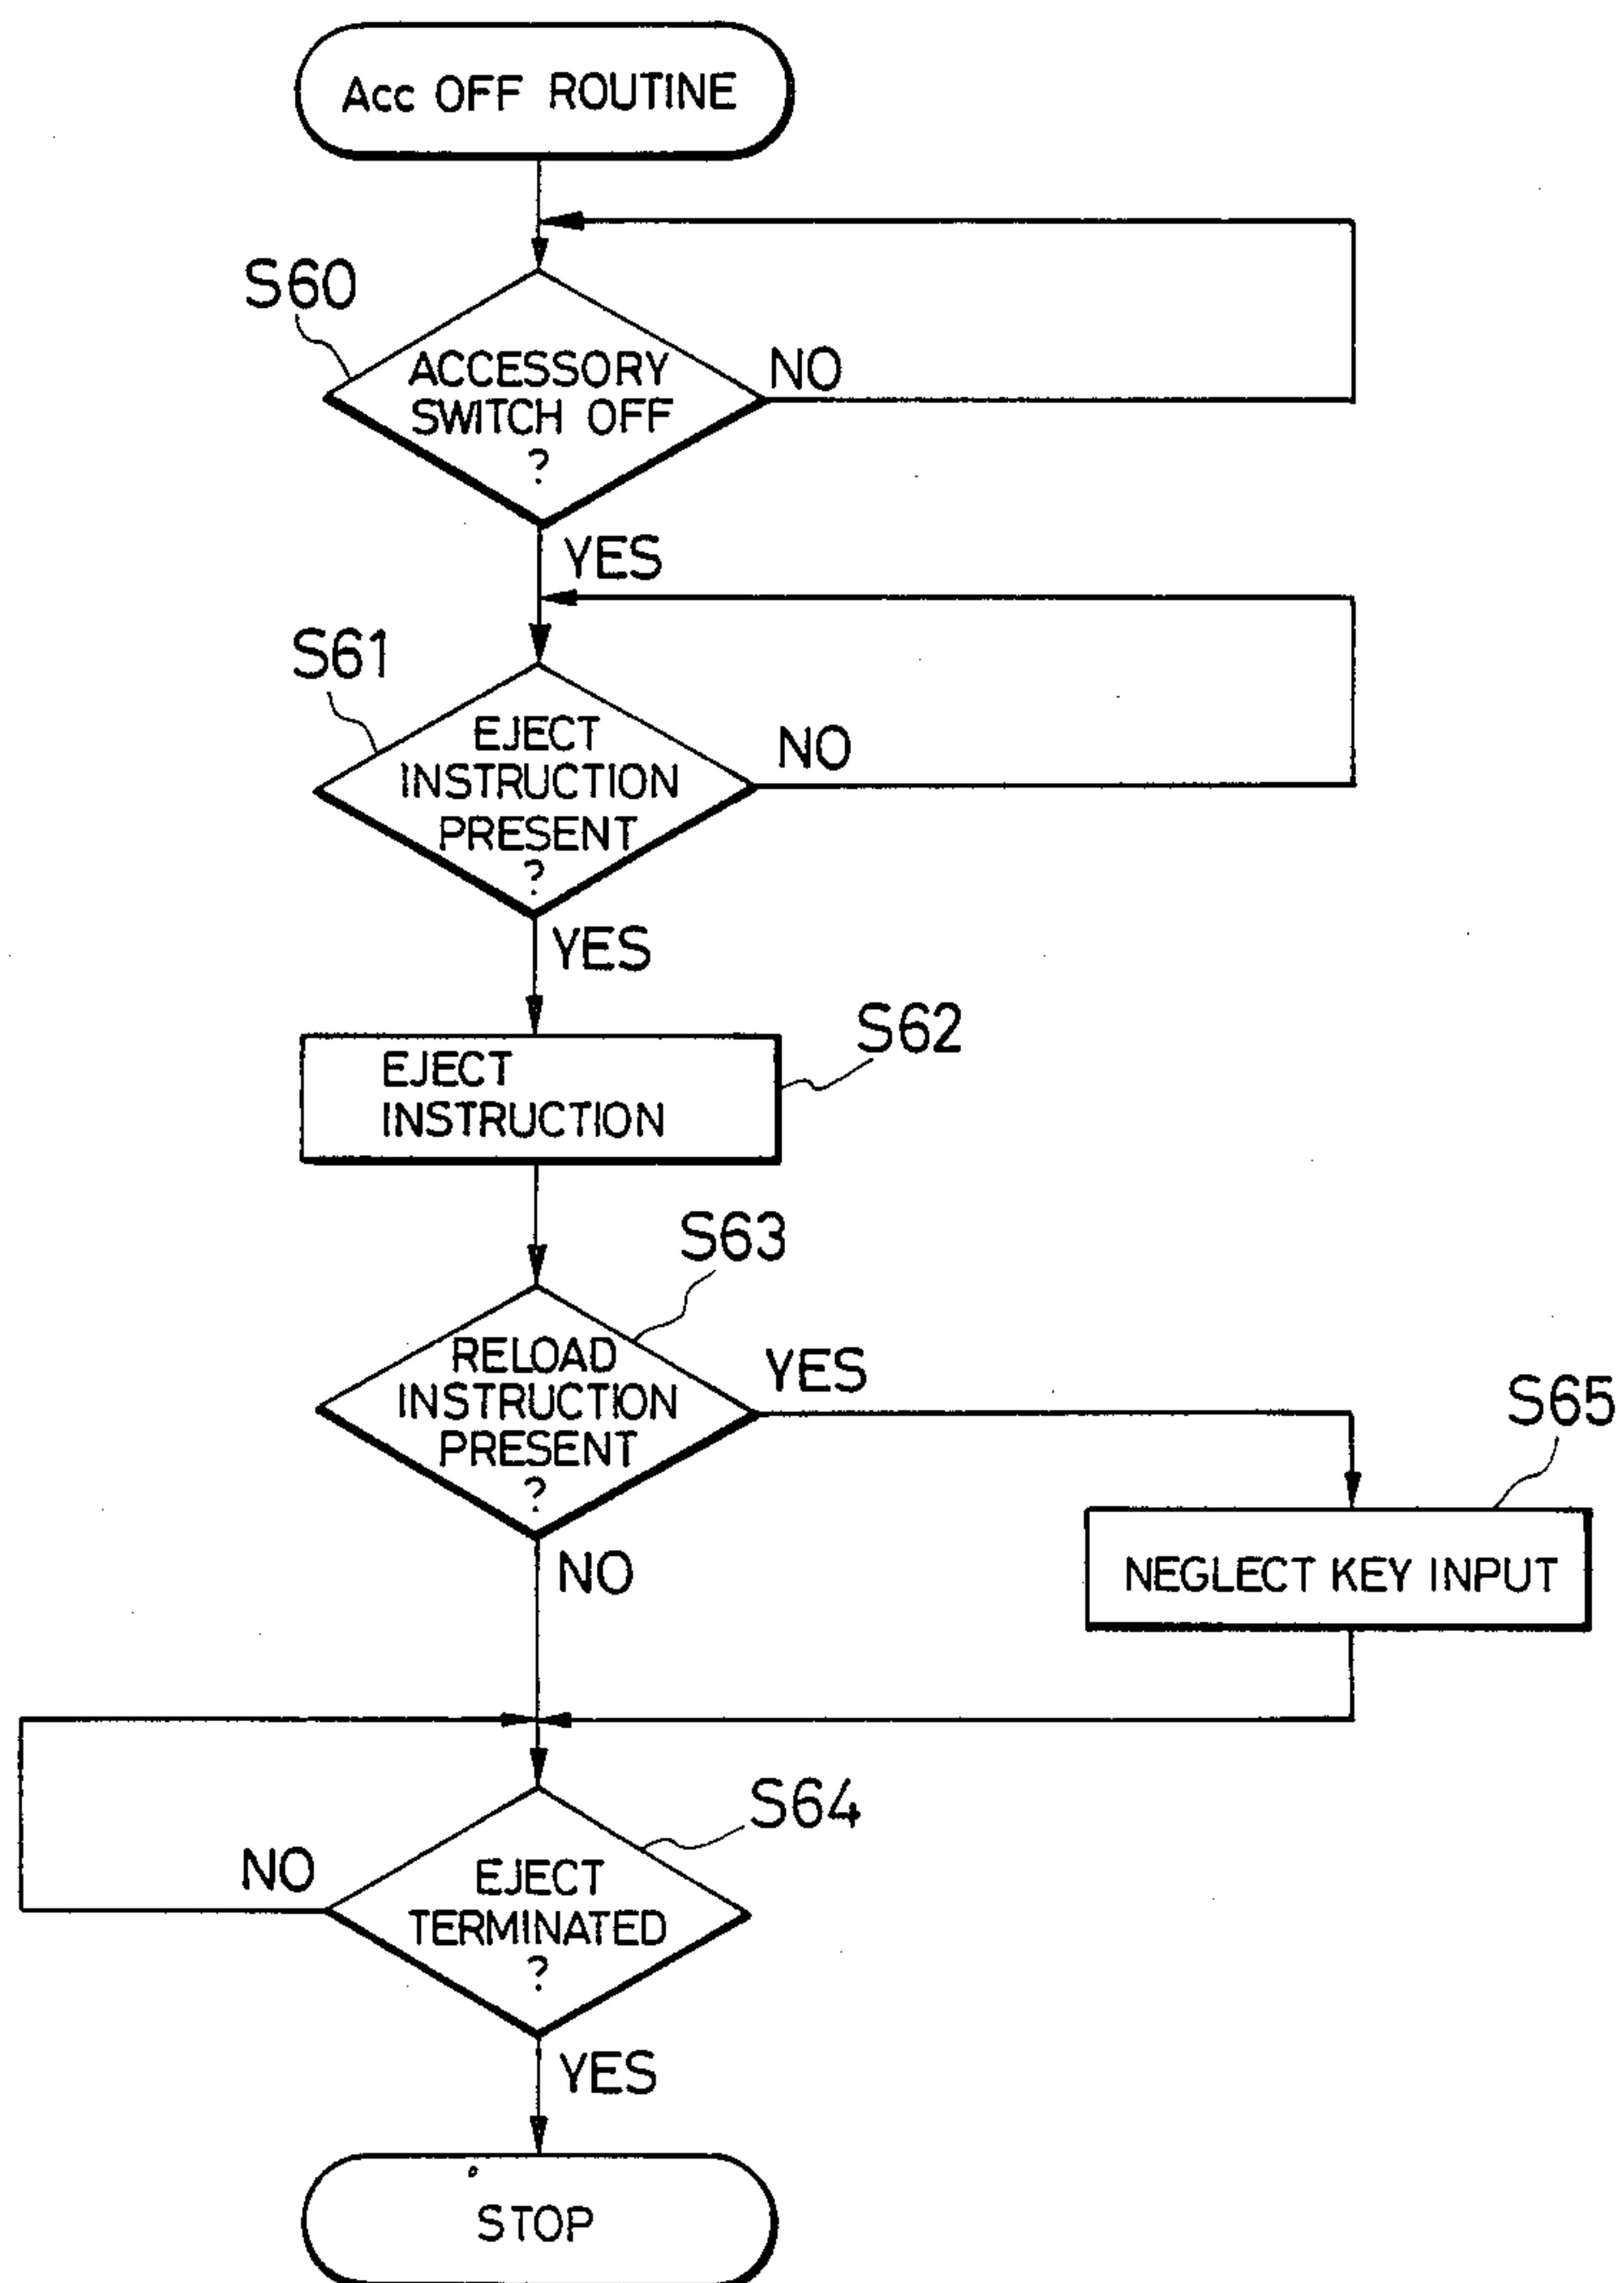 Acc OFF ROUTINE
S60
ACCESSORY
SWITCH OFF
?
NO
YES
S61
EJECT
INSTRUCTION
PRESENT
?
NO
YES
S62
EJECT
INSTRUCTION
S63
RELOAD
INSTRUCTION
PRESENT
?
YES
S65
NEGLECT KEY INPUT
NO
S64
EJECT
TERMINATED
?
NO
YES
STOP